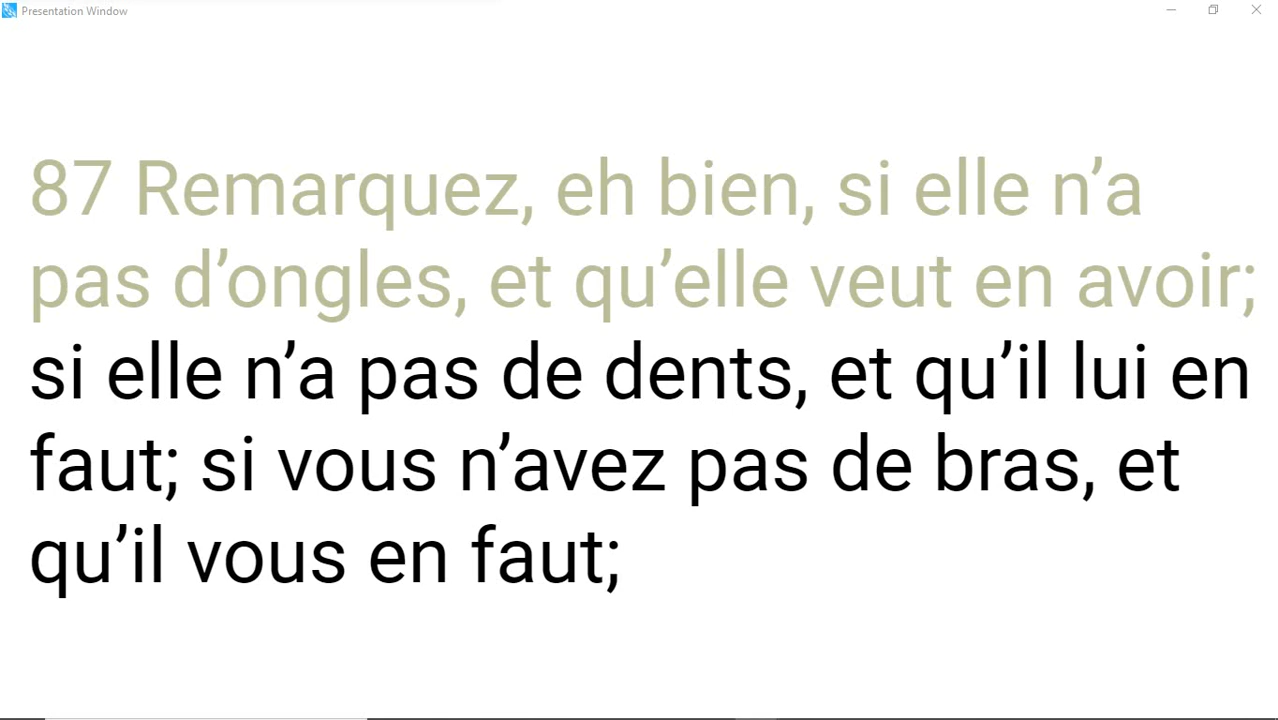 Presentation Window
87 Remarquez, eh bien, si elle n’a
pas d’ongles, et qu’elle veut en avoir;
si elle n’a pas de dents, et qu’il lui en
faut; si vous n’avez pas de bras, et
qu’il vous en faut;